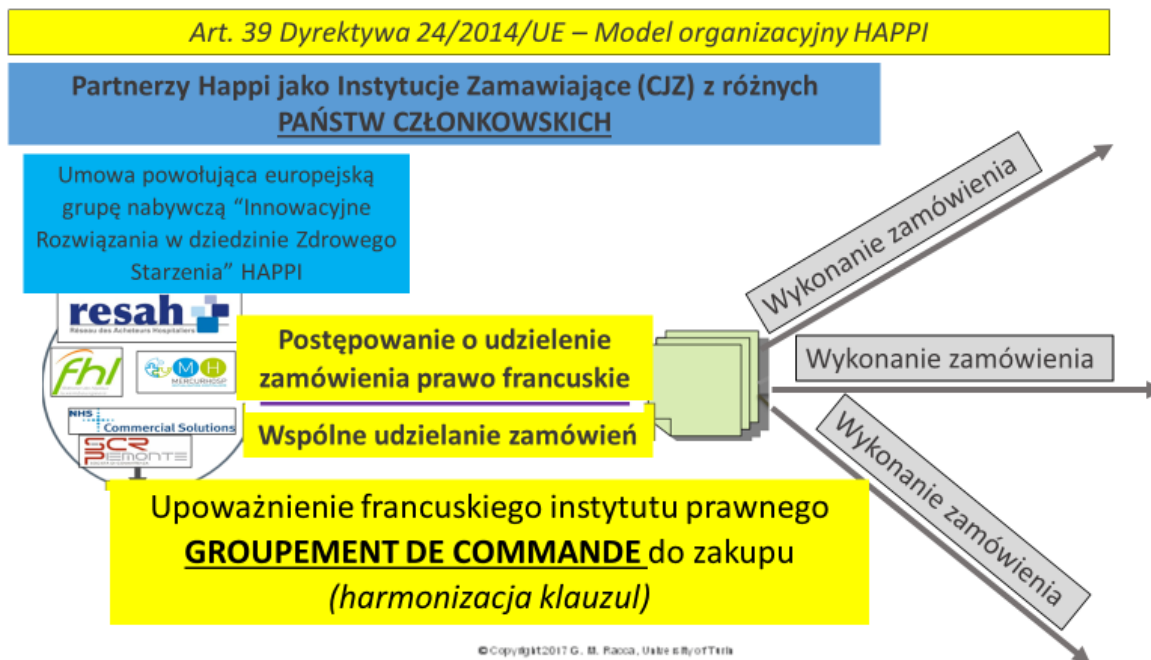 Art. 39 Dyrektywa 24/2014/UE – Model organizacyjny HAPPI
Partnerzy Happi jako Instytucje Zamawiające (CJZ) z różnych
PAŃSTW CZŁONKOWSKICH
Umowa powołująca europejską
grupę nabywczą “Innowacyjne
Rozwiązania w dziedzinie Zdrowego
Starzenia” HAPPI
resah
Réseau des Acheteurs Hospitaliers
fhl
MH
MERCURHOSP
NHS
Commercial Solutions
SCR
PIEMONTE
Postępowanie o udzielenie
zamówienia prawo francuskie
Wspólne udzielanie zamówień
Wykonanie zamówienia
Wykonanie zamówienia
Wykonanie zamówienia
Upoważnienie francuskiego instytutu prawnego
GROUPEMENT DE COMMANDE do zakupu
(harmonizacja klauzul)
© Copyright 2017 G. M. Racca, University of Turin